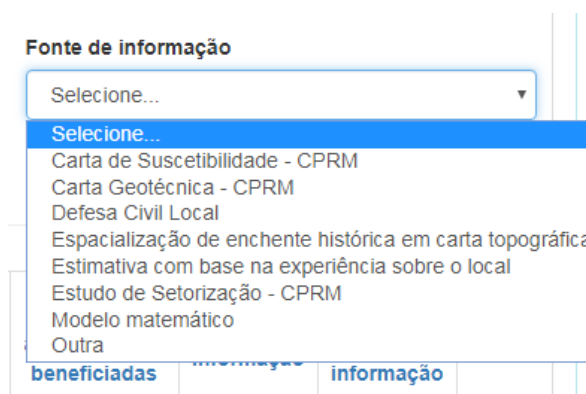 Fonte de informação
Selecione...
Selecione...
Carta de Suscetibilidade - CPRM
Carta Geotécnica - CPRM
Defesa Civil Local
Espacialização de enchente histórica em carta topográfica
Estimativa com base na experiência sobre o local
Estudo de Setorização - CPRM
Modelo matemático
Outra
beneficiadas informação informação